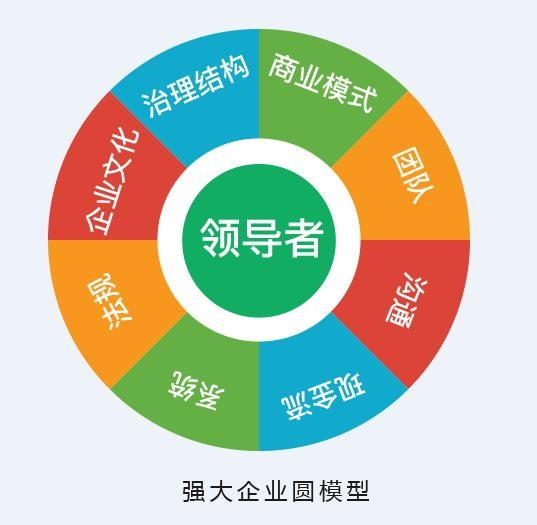 商业模式
团队
沟通
现金流
系统
法规
企业文化
治理结构
领导者
强大企业圆模型